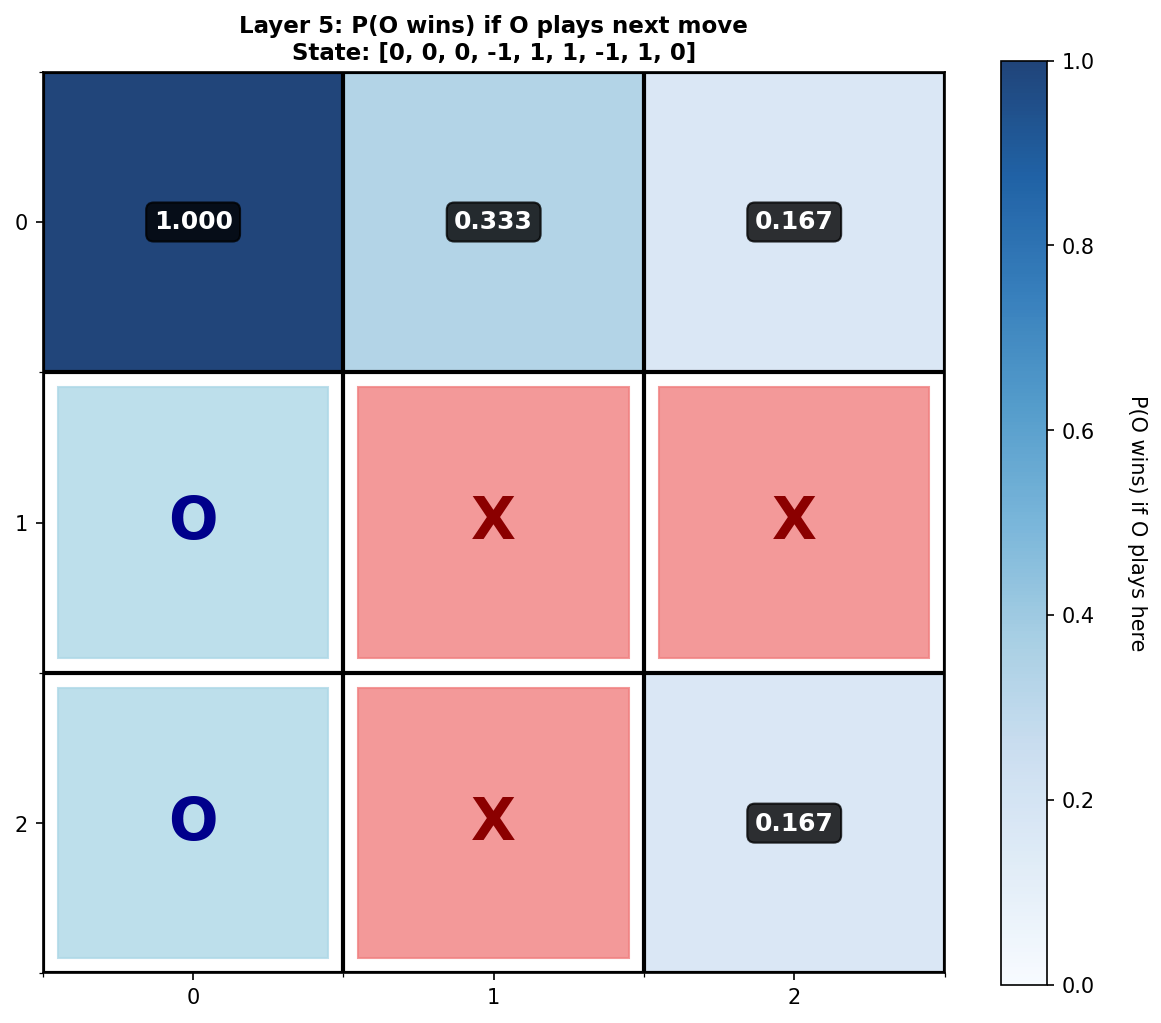 Layer 5: P(O wins) if O plays next move
State: [0, 0, 0, -1, 1, 1, -1, 1, 0]
1.0
0.8
0.6
0.4
0.2
0.0
P(O wins) if O plays here
0
1.000
0.333
0.167
1
O
X
X
2
O
X
0.167
0
1
2